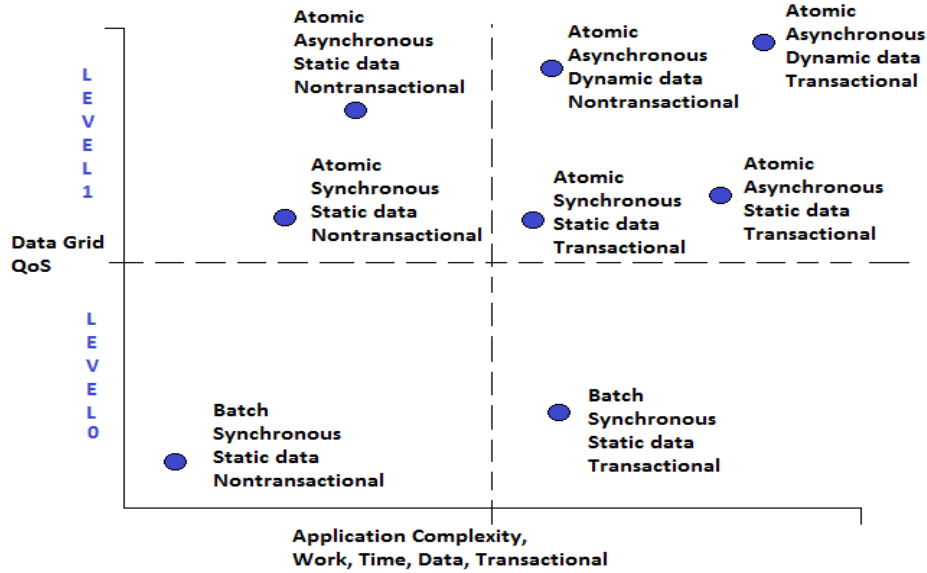 Atomic
Asynchronous
Static data
Nontransactional
Atomic
Asynchronous
Dynamic data
Nontransactional
Atomic
Asynchronous
Dynamic data
Transactional
LEVEL1
Atomic
Synchronous
Static data
Nontransactional
Atomic
Synchronous
Static data
Transactional
Atomic
Asynchronous
Static data
Transactional
Data Grid
QoS
LEVEL0
Batch
Synchronous
Static data
Nontransactional
Batch
Synchronous
Static data
Transactional
Application Complexity,
Work, Time, Data, Transactional